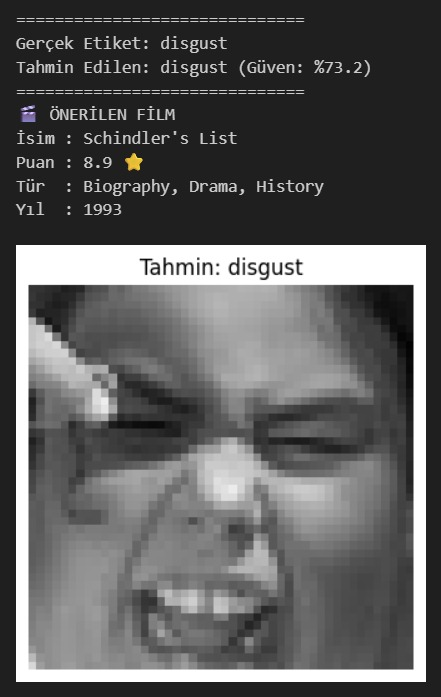 ==============================
Gerçek Etiket: disgust
Tahmin Edilen: disgust (Güven: %73.2)
==============================
🎬 ÖNERİLEN FİLM
İsim : Schindler's List
Puan : 8.9 ⭐
Tür  : Biography, Drama, History
Yıl  : 1993
Tahmin: disgust